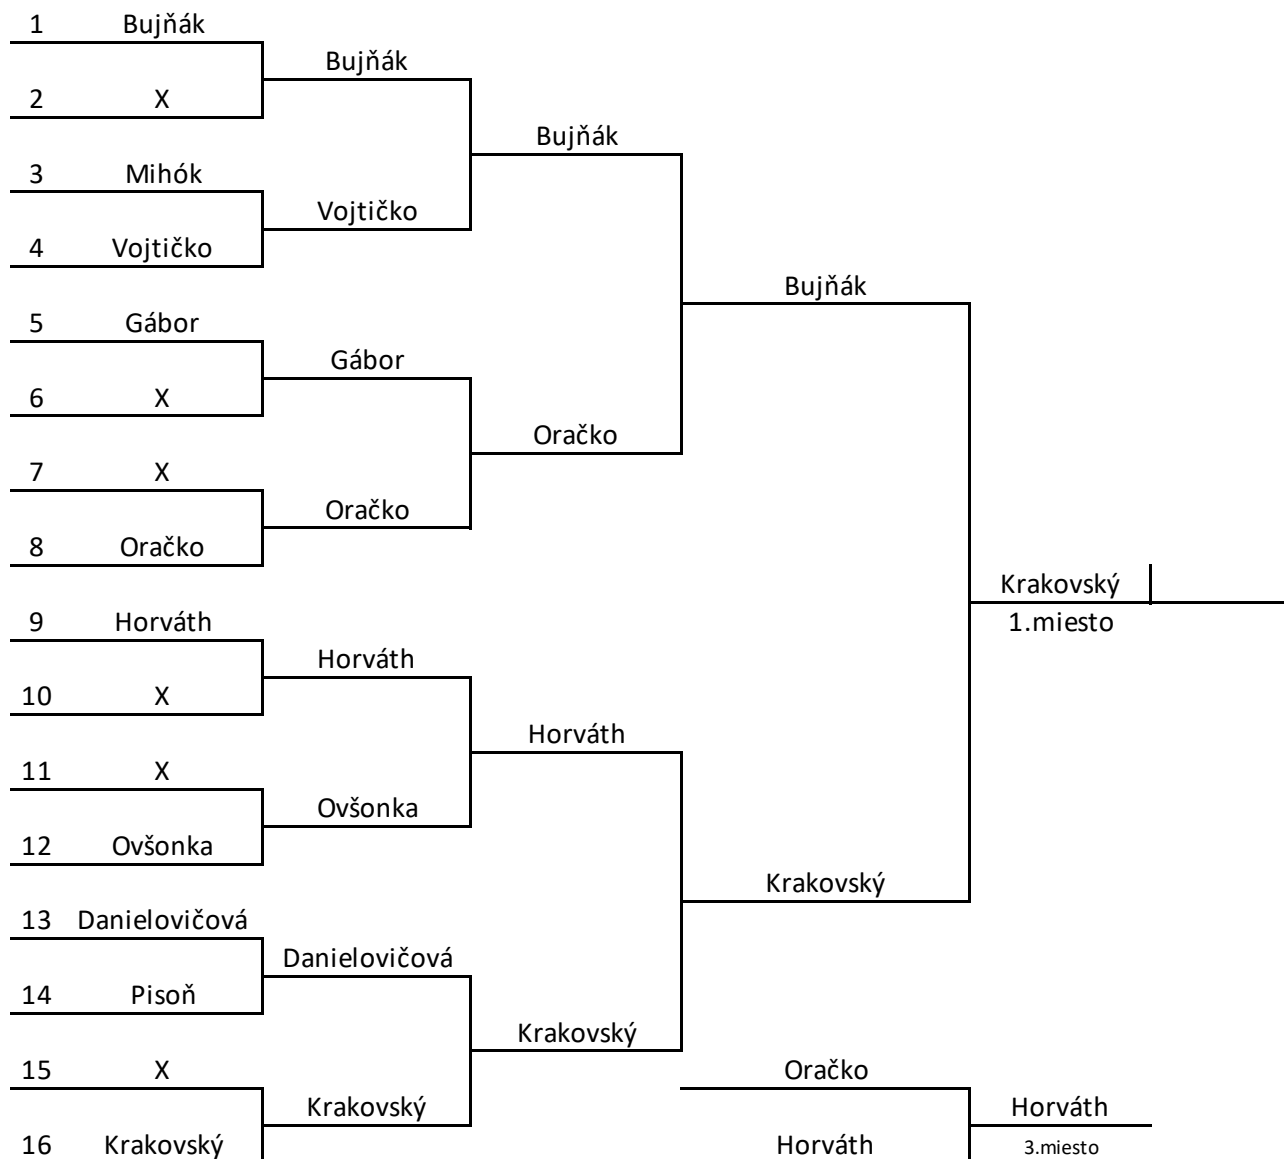 1 Bujňák
Bujňák
2 X
Bujňák
3 Mihók
Vojtičko
4 Vojtičko
Bujňák
5 Gábor
Gábor
6 X
Oračko
7 X
Oračko
8 Oračko
Krakovský
1.miesto
9 Horváth
Horváth
10 X
Horváth
11 X
Ovšonka
12 Ovšonka
Krakovský
13 Danielovičová
Danielovičová
14 Pisoň
Krakovský
15 X
Oračko
Krakovský
Horváth
16 Krakovský
Horváth
3.miesto